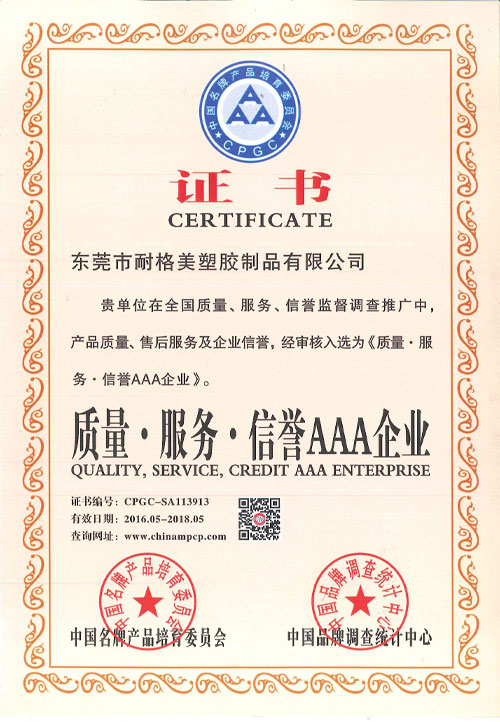 中国名牌产品培育委员会
AAA
CPGC
证书
CERTIFICATE
东莞市耐格美塑胶制品有限公司
贵单位在全国质量、服务、信誉监督调查推广中，
产品质量、售后服务及企业信誉，经审核入选为《质量·服
务·信誉AAA企业》。
质量·服务·信誉AAA企业
QUALITY, SERVICE, CREDIT AAA ENTERPRISE
证书编号：CPGC-SA113913
有效日期：2016.05-2018.05
查询网址：www.chinampcp.com
中国名牌产品培育委员会
中国品牌调查统计中心
中国名牌产品培育委员会
中国品牌调查统计中心